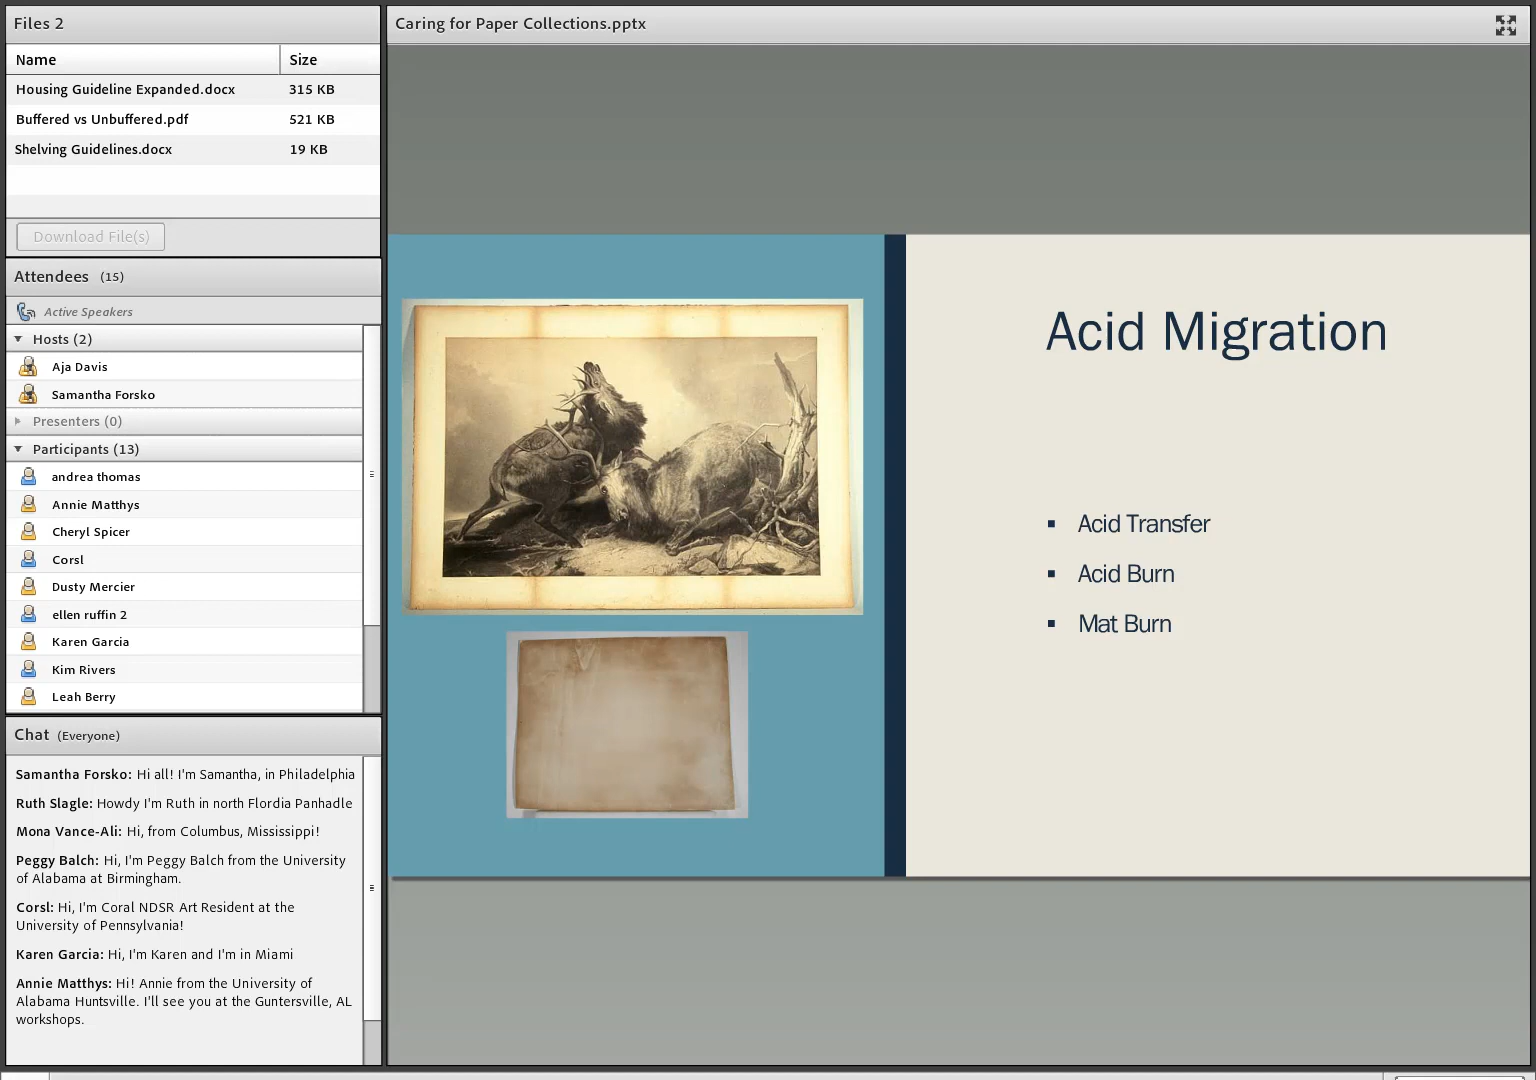 Files 2
Name Size
Housing Guideline Expanded.docx 315 KB
Buffered vs Unbuffered.pdf 521 KB
Shelving Guidelines.docx 19 KB
Download File(s)
Attendees (15)
Active Speakers
Hosts (2)
Aja Davis
Samantha Forsko
Presenters (0)
Participants (13)
andrea thomas
Annie Matthys
Cheryl Spicer
Corsl
Dusty Mercier
ellen ruffin 2
Karen Garcia
Kim Rivers
Leah Berry
Chat (Everyone)
Samantha Forsko: Hi all! I'm Samantha, in Philadelphia
Ruth Slagle: Howdy I'm Ruth in north Flordia Panhadle
Mona Vance-Ali: Hi, from Columbus, Mississippi!
Peggy Balch: Hi, I'm Peggy Balch from the University
of Alabama at Birmingham.
Corsl: Hi, I'm Coral NDSR Art Resident at the
University of Pennsylvania!
Karen Garcia: Hi, I'm Karen and I'm in Miami
Annie Matthys: Hi! Annie from the University of
Alabama Huntsville. I'll see you at the Guntersville, AL
workshops.
Caring for Paper Collections.pptx
Acid Migration
▪ Acid Transfer
▪ Acid Burn
▪ Mat Burn